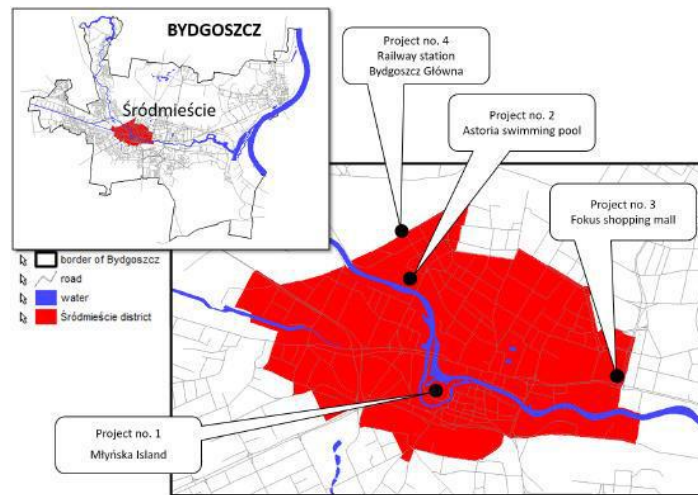 BYDGOSZCZ
Śródmieście
Project no. 4
Railway station
Bydgoszcz Główna
Project no. 2
Astoria swimming pool
Project no. 3
Fokus shopping mall
border of Bydgoszcz
road
water
Śródmieście district
Project no. 1
Młyńska Island